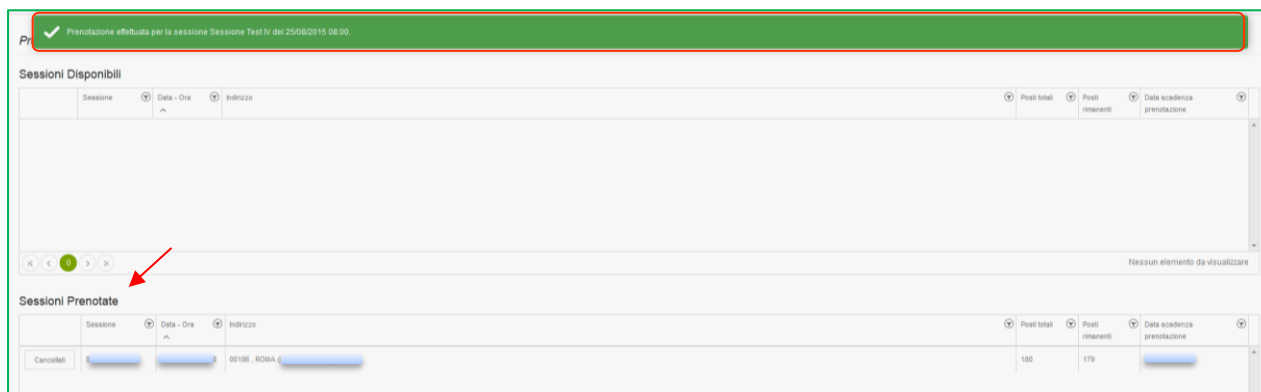 Prenotazione effettuata per la sessione Sessione Test IV del 25/08/2015 08:00.
Pr
Sessioni Disponibili
Sessione Data - Ora Indirizzo Posti totali Posti rimanenti Data scadenza prenotazione
0
Nessun elemento da visualizzare
Sessioni Prenotate
Sessione Data - Ora Indirizzo Posti totali Posti rimanenti Data scadenza prenotazione
Cancellati 00186 , ROMA ( 180 179